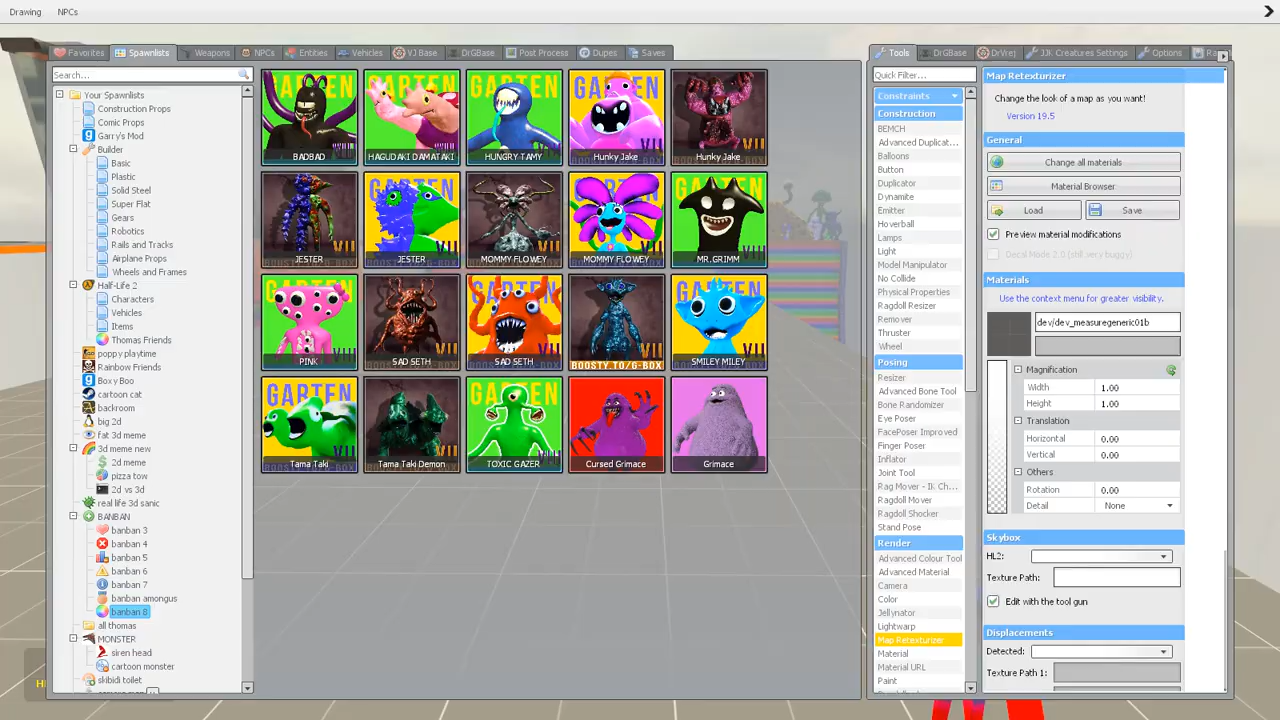 Drawing NPCs
Favorites Spawnlists Weapons NPCs Entities Vehicles VJ Base DrGBase Post Process Dupes Saves
Search...
Your Spawnlists
Construction Props
Comic Props
Garry's Mod
Builder
Basic
Plastic
Solid Steel
Super Flat
Gears
Robotics
Rails and Tracks
Airplane Props
Wheels and Frames
Half-Life 2
Characters
Vehicles
Items
Thomas Friends
poppy playtime
Rainbow Friends
Boxy Boo
cartoon cat
backroom
big 2d
fat 3d meme
3d meme new
2d meme
pizza tow
2d vs 3d
real life 3d sanic
BANBAN
banban 3
banban 4
banban 5
banban 6
banban 7
banban amongus
banban 8
all thomas
MONSTER
siren head
cartoon monster
skibidi toilet
GARTEN GARTEN GARTEN GARTEN
BADBAD HAGUDAKI DAMATAKI HUNGRY TAMY Hunky Jake Hunky Jake
JESTER JESTER MOMMY FLOWEY MOMMY FLOWEY MR.GRIMM
PINK SAD SETH SAD SETH BOOSTY.TO/G-BOX SMILEY MILEY
GARTEN GARTEN
Tama Taki Tama Taki Demon TOXIC GAZER Cursed Grimace Grimace
Tools DrGBase DrVrej JJK Creatures Settings Options
Quick Filter...
Constraints
Construction
BEMCH
Advanced Duplicat...
Balloons
Button
Duplicator
Dynamite
Emitter
Hoverball
Lamps
Light
Model Manipulator
No Collide
Physical Properties
Ragdoll Resizer
Remover
Thruster
Wheel
Posing
Resizer
Advanced Bone Tool
Bone Randomizer
Eye Poser
FacePoser Improved
Finger Poser
Inflator
Joint Tool
Rag Mover - IK Ch...
Ragdoll Mover
Ragdoll Shocker
Stand Pose
Render
Advanced Colour Tool
Advanced Material
Camera
Color
Jellynator
Lightwarp
Map Retexturizer
Material
Material URL
Paint
Map Retexturizer
Change the look of a map as you want!
Version 19.5
General
Change all materials
Material Browser
Load Save
Preview material modifications
Decal Mode 2.0 (still very buggy)
Materials
Use the context menu for greater visibility.
dev/dev_measuregeneric01b
Magnification
Width 1.00
Height 1.00
Translation
Horizontal 0.00
Vertical 0.00
Others
Rotation 0.00
Detail None
Skybox
HL2:
Texture Path:
Edit with the tool gun
Displacements
Detected:
Texture Path 1: